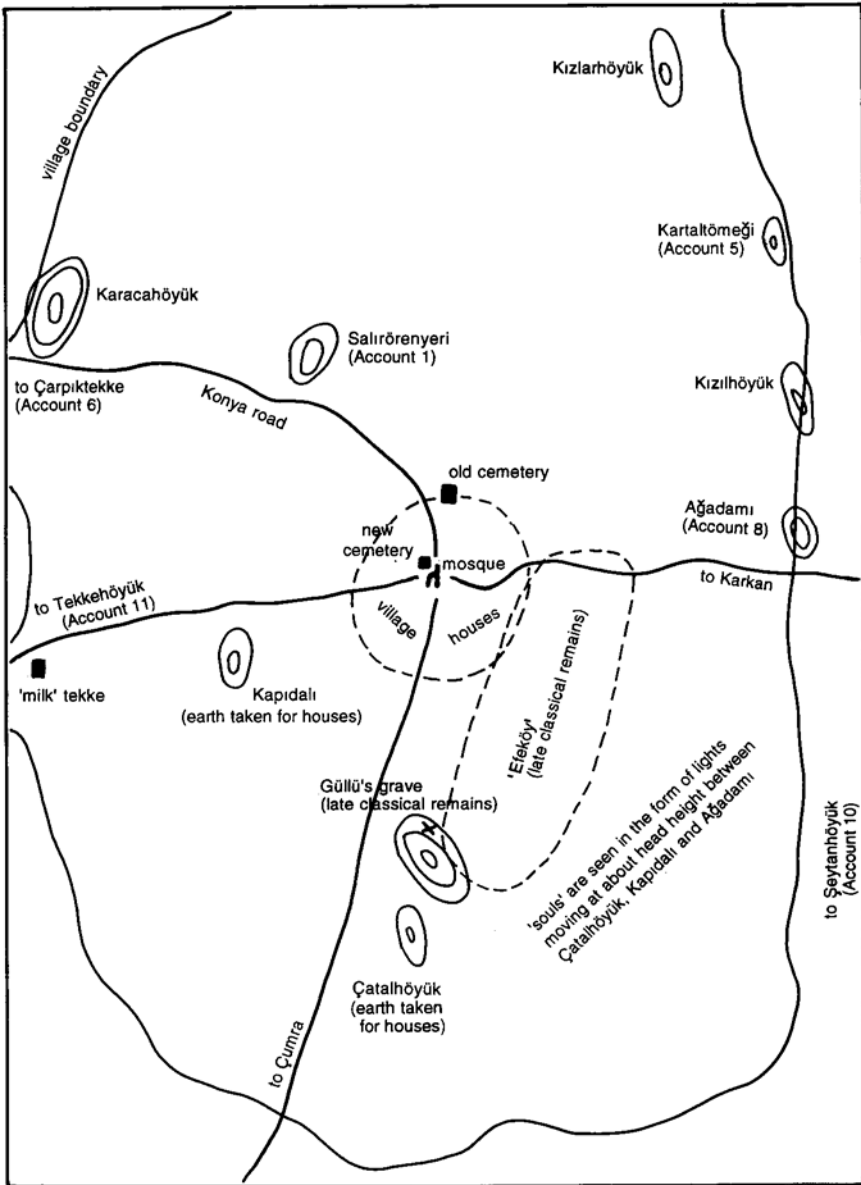 village boundary
Kızlarhöyük
Kartaltömeği
(Account 5)
Karacahöyük
Salırörenyeri
(Account 1)
to Çarpıktekke
(Account 6)
Konya road
Kızılhöyük
old cemetery
Ağadamı
(Account 8)
new
cemetery
mosque
to Karkan
to Tekkehöyük
(Account 11)
village
houses
'milk' tekke
Kapıdalı
(earth taken for houses)
'Efeköy'
(late classical remains)
Güllü's grave
(late classical remains)
'souls' are seen in the form of lights
moving at about head height between
Çatalhöyük, Kapıdalı and Ağadamı
to Şeytanhöyük
(Account 10)
Çatalhöyük
(earth taken
for houses)
to Çumra